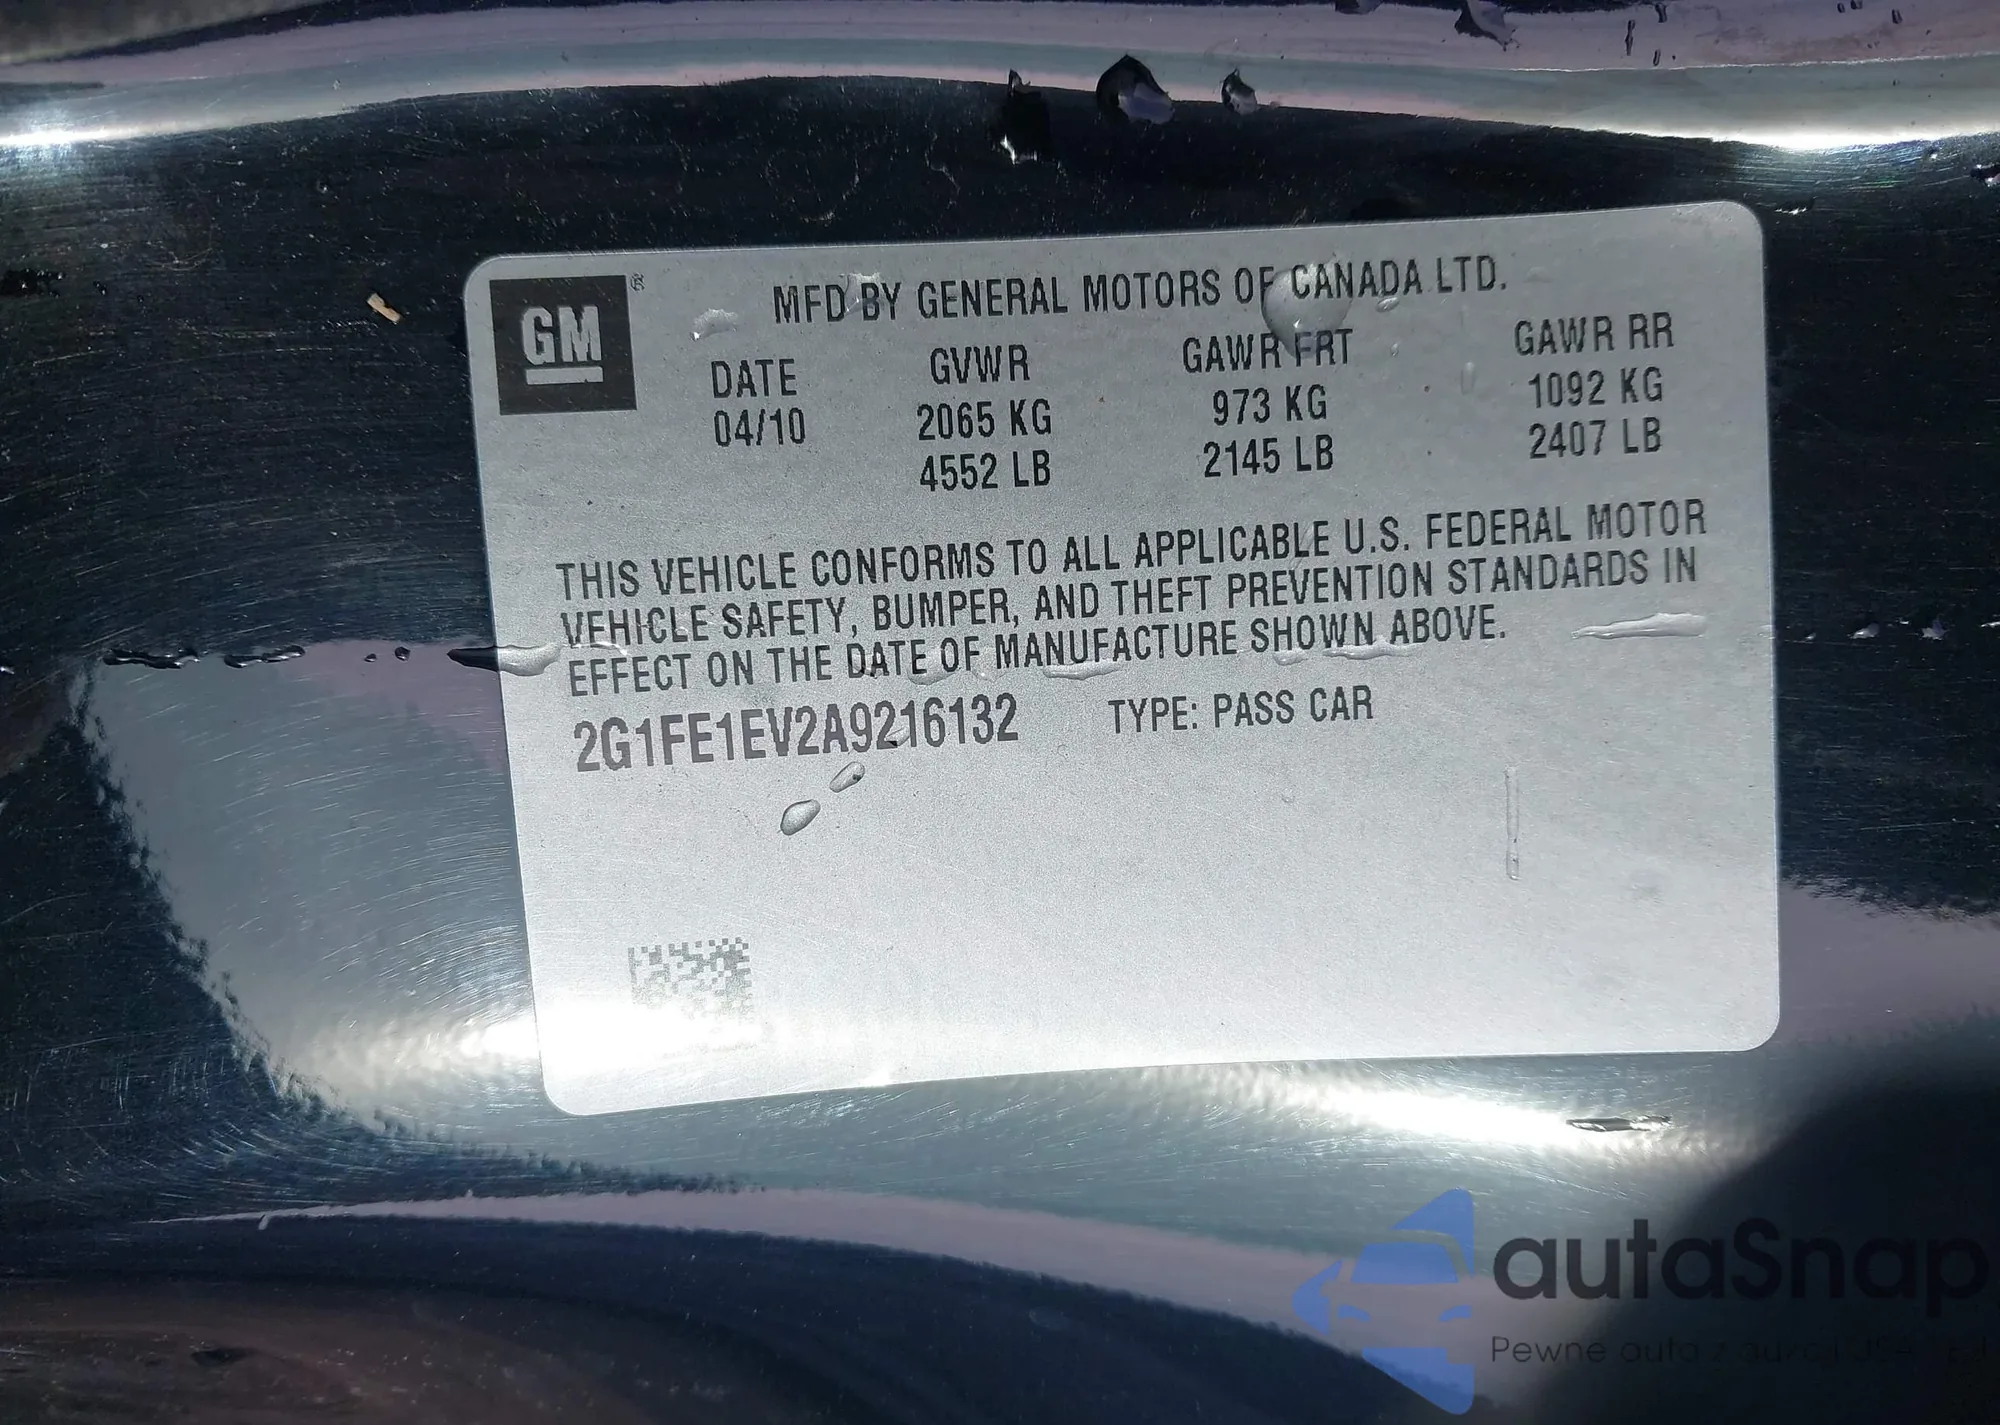 GM ®
MFD BY GENERAL MOTORS OF CANADA LTD.
DATE GVWR GAWR FRT GAWR RR
04/10 2065 KG 973 KG 1092 KG
4552 LB 2145 LB 2407 LB
THIS VEHICLE CONFORMS TO ALL APPLICABLE U.S. FEDERAL MOTOR
VEHICLE SAFETY, BUMPER, AND THEFT PREVENTION STANDARDS IN
EFFECT ON THE DATE OF MANUFACTURE SHOWN ABOVE.
2G1FE1EV2A9216132 TYPE: PASS CAR
autaSnap
Pewne auto z